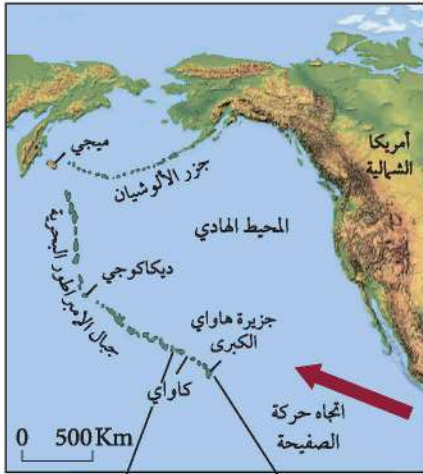 أمريكا
الشمالية
ميجي
جزر الألوشيان
المحيط الهادي
جبال الإمبراطور البحرية
ديكاكوجي
جزيرة هاواي
الكبرى
كاواي
اتجاه حركة
الصفيحة
0 500 Km